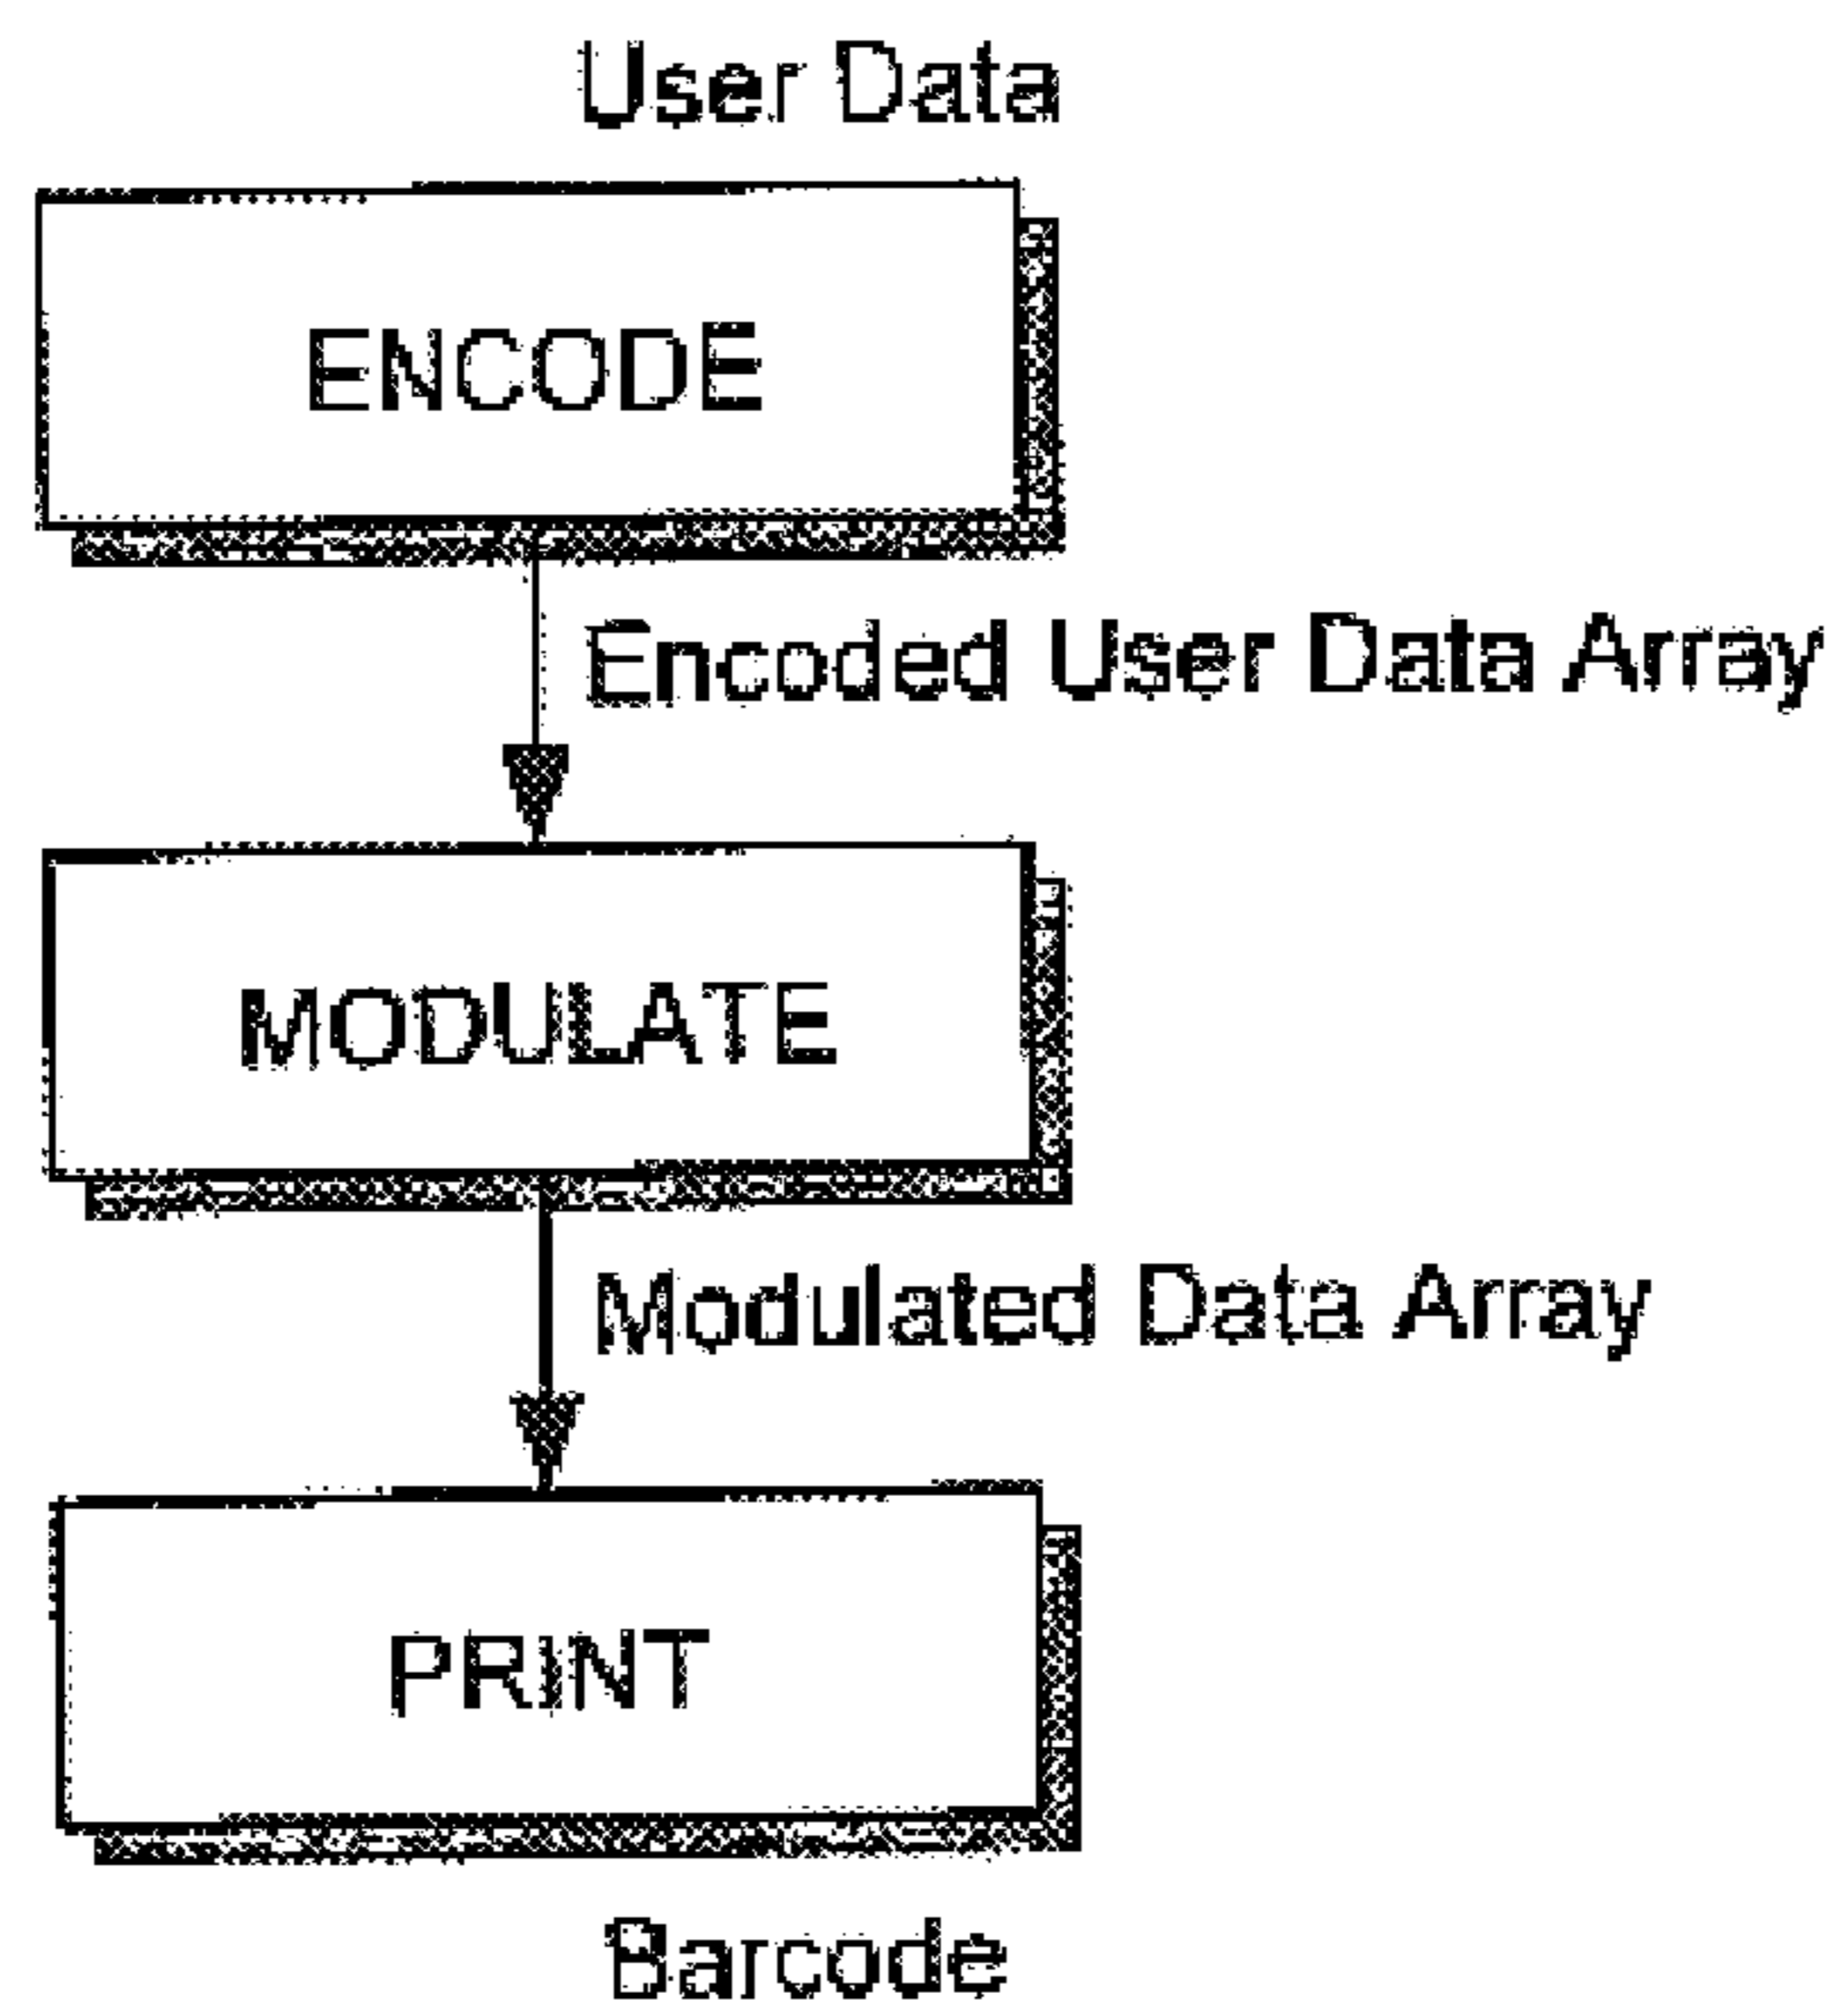 User Data
ENCODE
Encoded User Data Array
MODULATE
Modulated Data Array
PRINT
Barcode